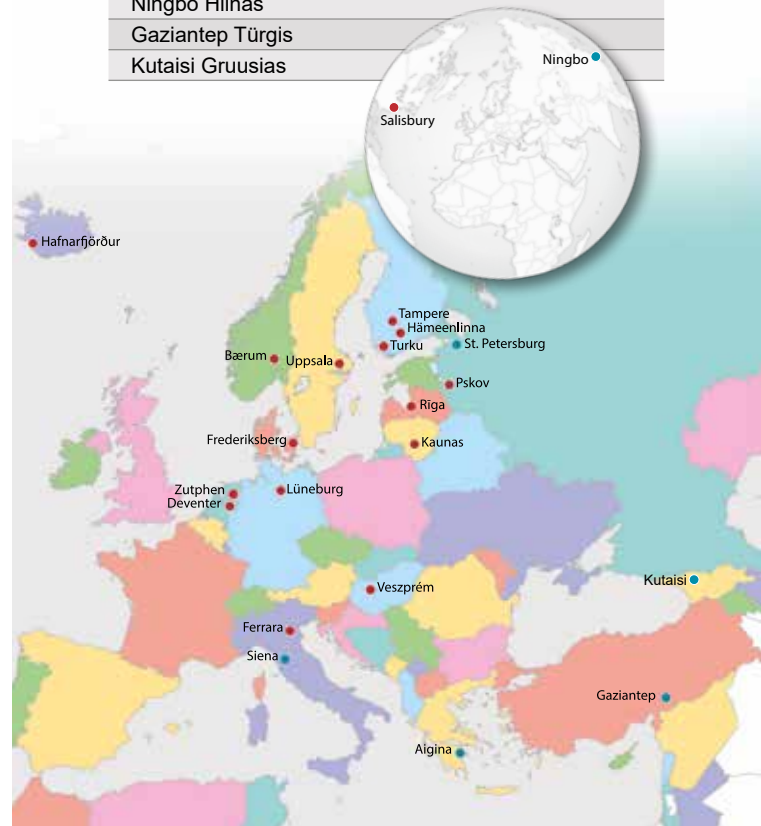 Ningbo Hiinas
Gaziantep Türgis
Kutaisi Gruusias
Ningbo
Salisbury
Hafnarfjörður
Tampere
Hämeenlinna
Turku
St. Petersburg
Bærum
Uppsala
Pskov
Rīga
Frederiksberg
Kaunas
Zutphen
Lüneburg
Deventer
Kutaisi
Veszprém
Ferrara
Siena
Gaziantep
Aigina